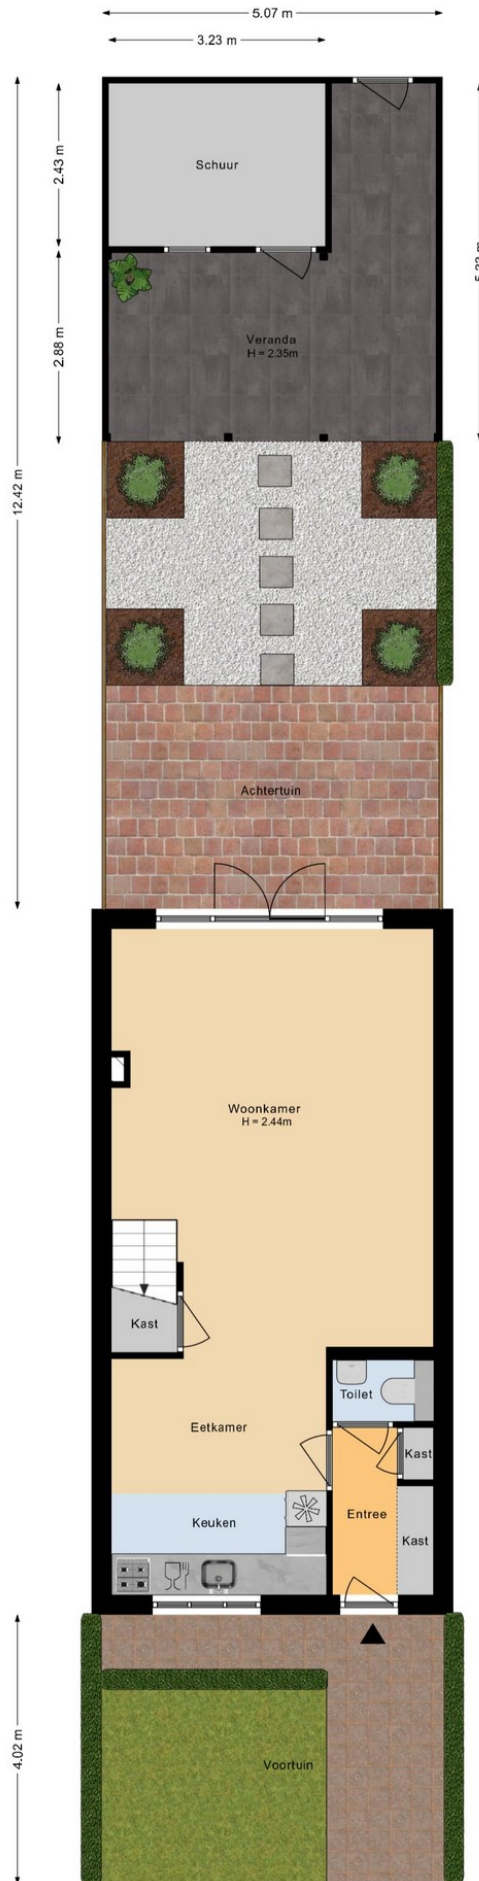 5.07 m
3.23 m
2.43 m
Schuur
2.88 m
Veranda
H = 2.35m
12.42 m
Achtertuin
Woonkamer
H = 2.44m
Kast
Toilet
Eetkamer
Kast
Keuken
Entree
Kast
4.02 m
Voortuin